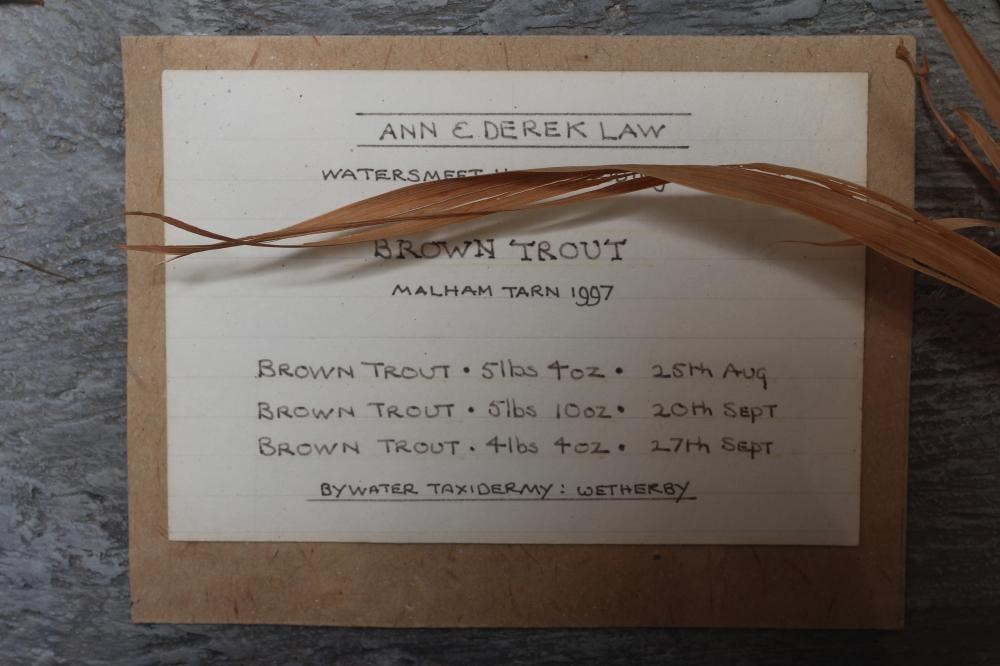 ANN & DEREK LAW
WATERSMEET
BROWN TROUT
MALHAM TARN 1997
BROWN TROUT • 5lbs 4oz • 25th Aug
BROWN TROUT • 5lbs 10oz • 20th SEPT
BROWN TROUT • 4lbs 4oz • 27th SEPT
BYWATER TAXIDERMY: WETHERBY